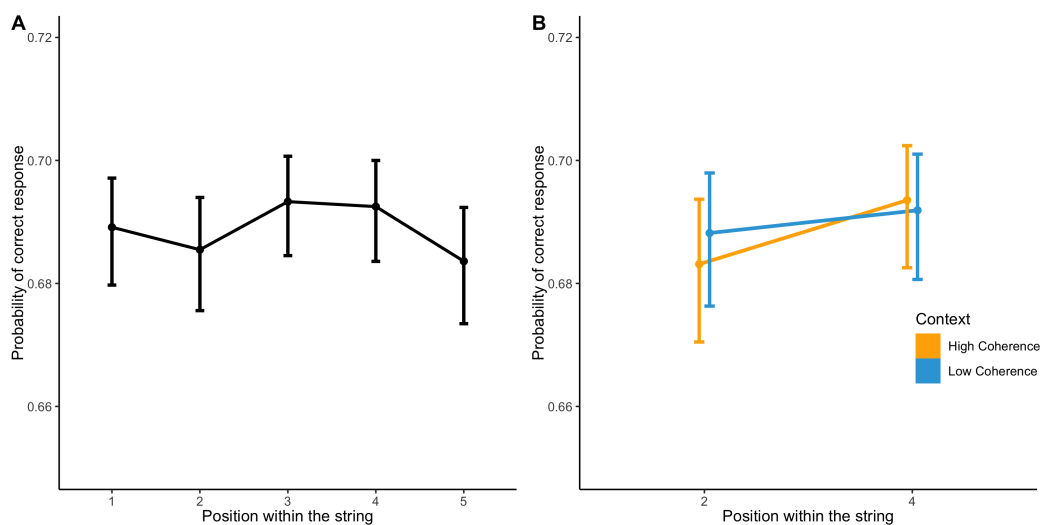 A
0.72
0.70
0.68
0.66
Probability of correct response
1 2 3 4 5
Position within the string
B
0.72
0.70
0.68
0.66
Probability of correct response
Context
High Coherence
Low Coherence
2 4
Position within the string